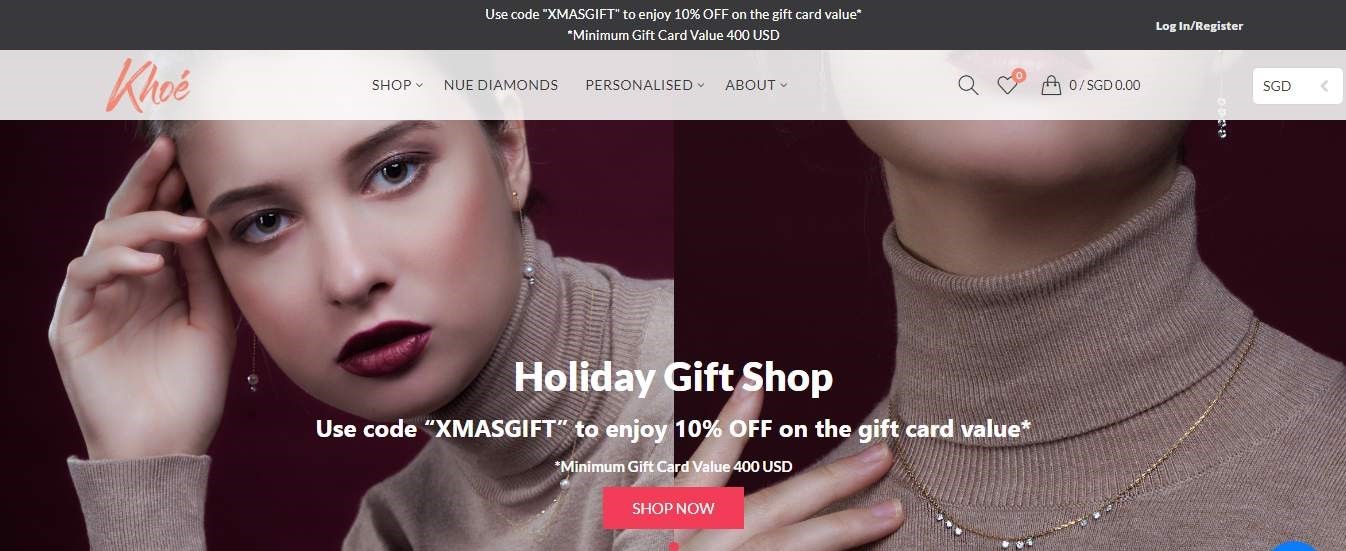 Use code "XMASGIFT" to enjoy 10% OFF on the gift card value*
*Minimum Gift Card Value 400 USD
Log In/Register
Khoé
SHOP
NUE DIAMONDS
PERSONALISED
ABOUT
0
0 / SGD 0.00
SGD
Holiday Gift Shop
Use code “XMASGIFT” to enjoy 10% OFF on the gift card value*
*Minimum Gift Card Value 400 USD
SHOP NOW